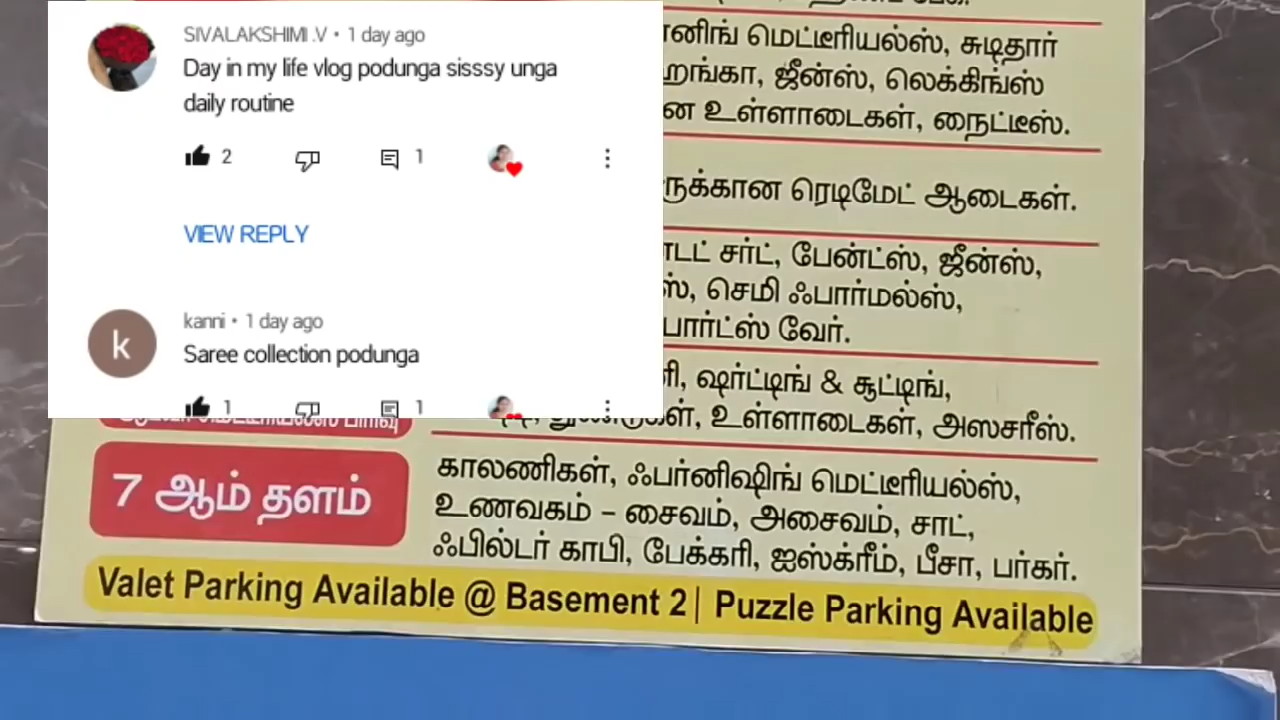 SIVALAKSHIMI .V • 1 day ago
Day in my life vlog podunga sisssy unga
daily routine
2
1
VIEW REPLY
k
kanni • 1 day ago
Saree collection podunga
1
1
மெட்டீரியல்ஸ், சுடிதார்
ஜீன்ஸ், லெக்கிங்ஸ்
உள்ளாடைகள், நைட்டீஸ்.
ரெடிமேட் ஆடைகள்.
சர்ட், பேன்ட்ஸ், ஜீன்ஸ்,
செமி ஃபார்மல்ஸ்,
வேர்.
ஷர்ட்டிங் & சூட்டிங்,
உள்ளாடைகள், அஸசரீஸ்.
7 ஆம் தளம்
காலணிகள், ஃபர்னிஷிங் மெட்டீரியல்ஸ்,
உணவகம் – சைவம், அசைவம், சாட்,
ஃபில்டர் காபி, பேக்கரி, ஐஸ்க்ரீம், பீசா, பர்கர்.
Valet Parking Available @ Basement 2 | Puzzle Parking Available